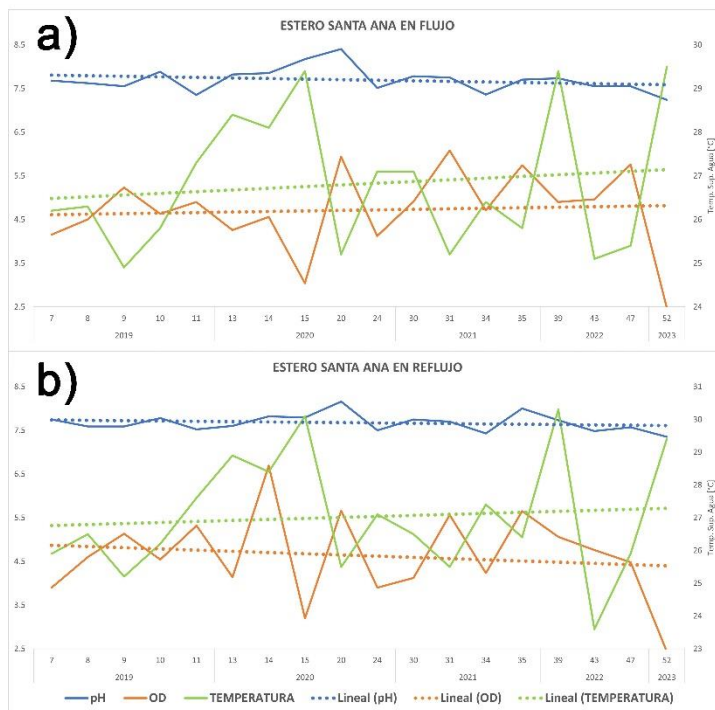 a)
ESTERO SANTA ANA EN FLUJO
8.5 30
7.5 29
6.5 28
5.5 27
4.5 26
3.5 25
2.5 24
Temp. Sup. Agua [°C]
7 8 9 10 11 13 14 15 20 24 30 31 34 35 39 43 47 52
2019 2020 2021 2022 2023
b)
ESTERO SANTA ANA EN REFLUJO
8.5 31
30
7.5 29
6.5 28
5.5 27
26
4.5 25
3.5 24
2.5 23
Temp. Sup. Agua [°C]
7 8 9 10 11 13 14 15 20 24 30 31 34 35 39 43 47 52
2019 2020 2021 2022 2023
pH OD TEMPERATURA Lineal (pH) Lineal (OD) Lineal (TEMPERATURA)